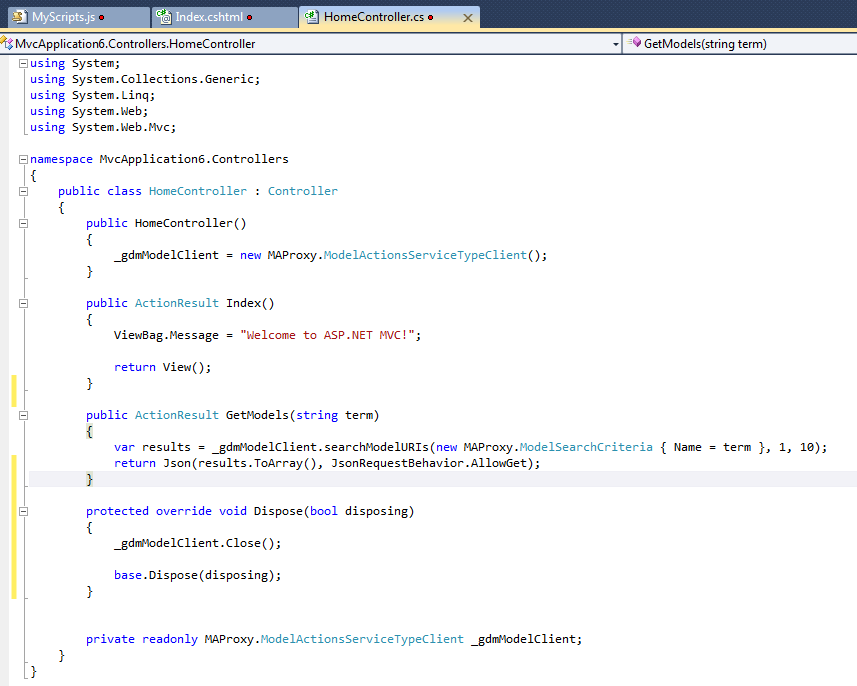 MyScripts.js
Index.cshtml
HomeController.cs
MvcApplication6.Controllers.HomeController
GetModels(string term)
using System;
using System.Collections.Generic;
using System.Linq;
using System.Web;
using System.Web.Mvc;
namespace MvcApplication6.Controllers
{
public class HomeController : Controller
{
public HomeController()
{
_gdmModelClient = new MAProxy.ModelActionsServiceTypeClient();
}
public ActionResult Index()
{
ViewBag.Message = "Welcome to ASP.NET MVC!";
return View();
}
public ActionResult GetModels(string term)
{
var results = _gdmModelClient.searchModelURIs(new MAProxy.ModelSearchCriteria { Name = term }, 1, 10);
return Json(results.ToArray(), JsonRequestBehavior.AllowGet);
}
protected override void Dispose(bool disposing)
{
_gdmModelClient.Close();
base.Dispose(disposing);
}
private readonly MAProxy.ModelActionsServiceTypeClient _gdmModelClient;
}
}